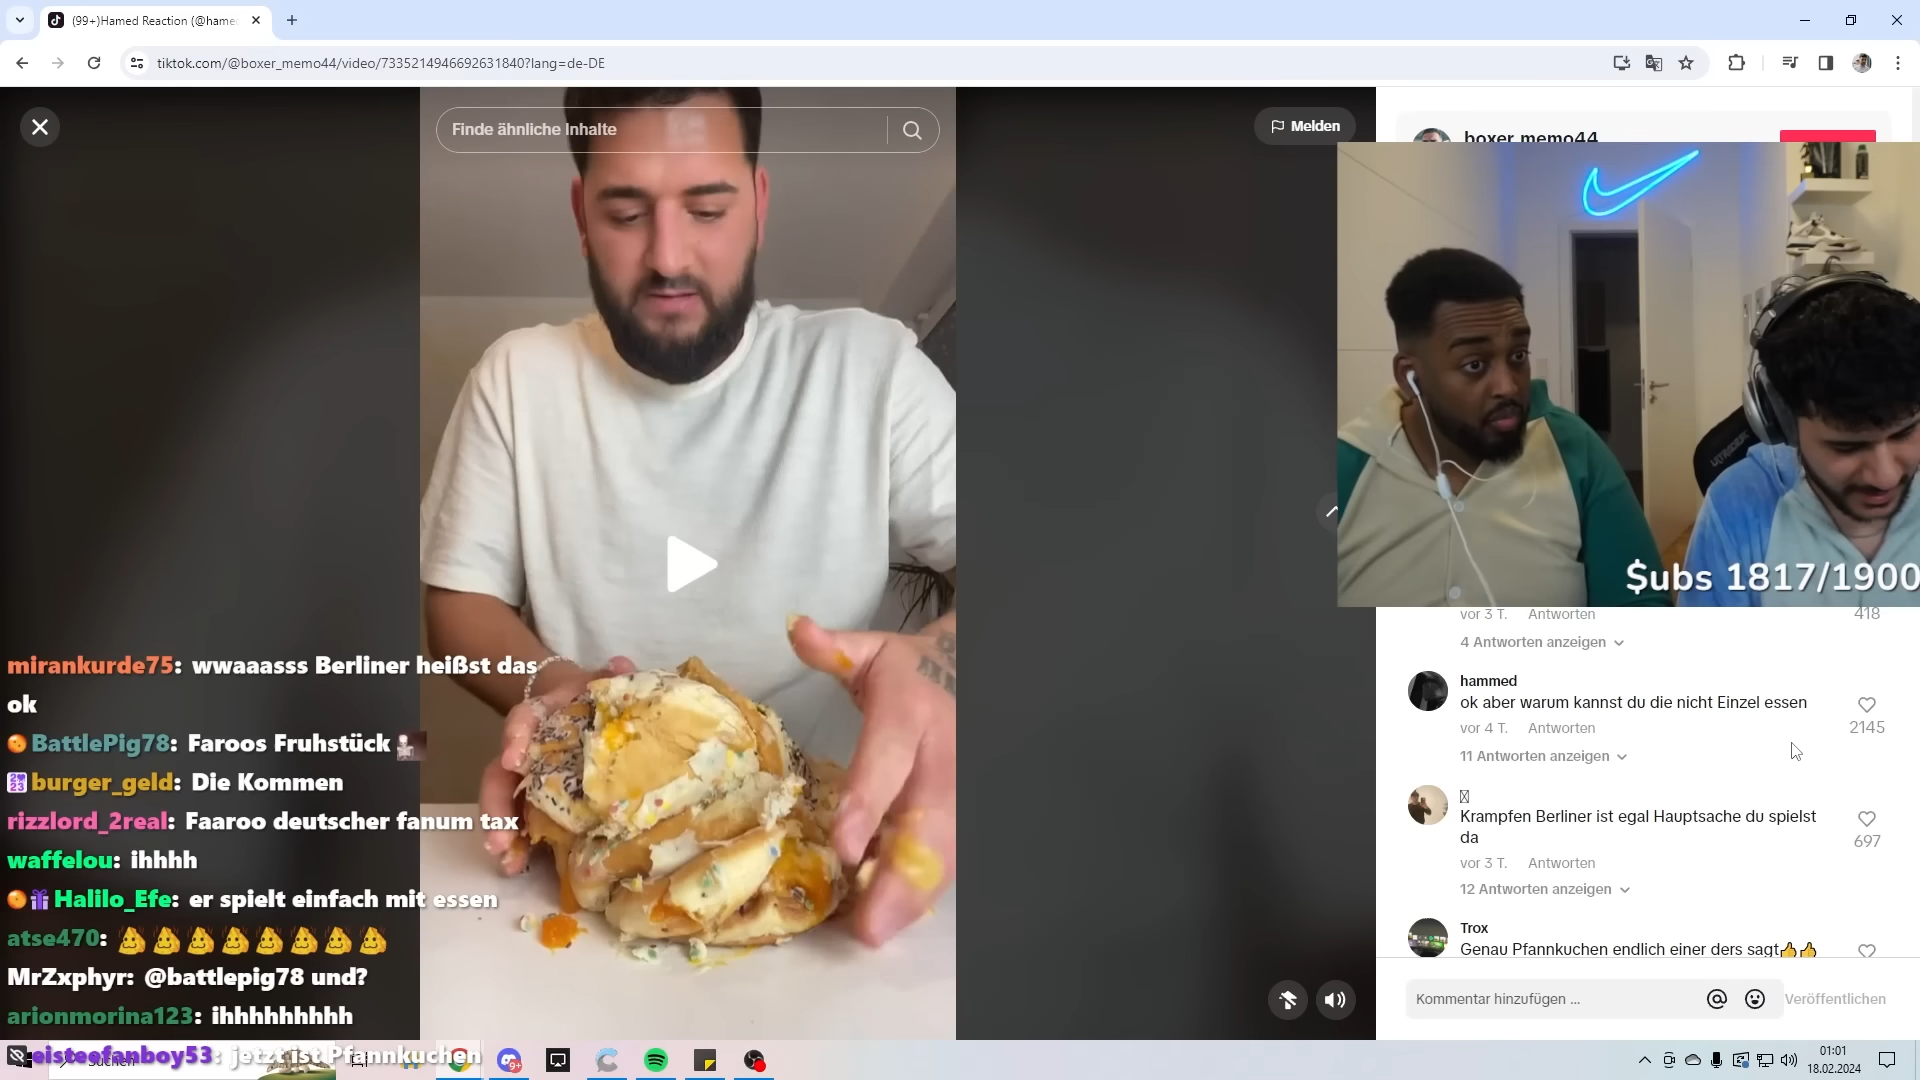 (99+)Hamed Reaction (@hame
tiktok.com/@boxer_memo44/video/7335214946692631840?lang=de-DE
Finde ähnliche Inhalte
Melden
boxer_memo44
$ubs 1817/1900
vor 3 T. Antworten
418
4 Antworten anzeigen
hammed
ok aber warum kannst du die nicht Einzel essen
vor 4 T. Antworten
2145
11 Antworten anzeigen
Krampfen Berliner ist egal Hauptsache du spielst
da
697
vor 3 T. Antworten
12 Antworten anzeigen
Trox
Genau Pfannkuchen endlich einer ders sagt👍👍
Kommentar hinzufügen ...
Veröffentlichen
mirankurde75: wwaaasss Berliner heißst das
ok
BattlePig78: Faroos Fruhstück
burger_geld: Die Kommen
rizzlord_2real: Faaroo deutscher fanum tax
waffelou: ihhhh
Halilo_Efe: er spielt einfach mit essen
atse470:
MrZxphyr: @battlepig78 und?
arionmorina123: ihhhhhhhhhh
eisteefanboy53: jetzt ist Pfannkuchen
Suchen
9+
01:01
18.02.2024